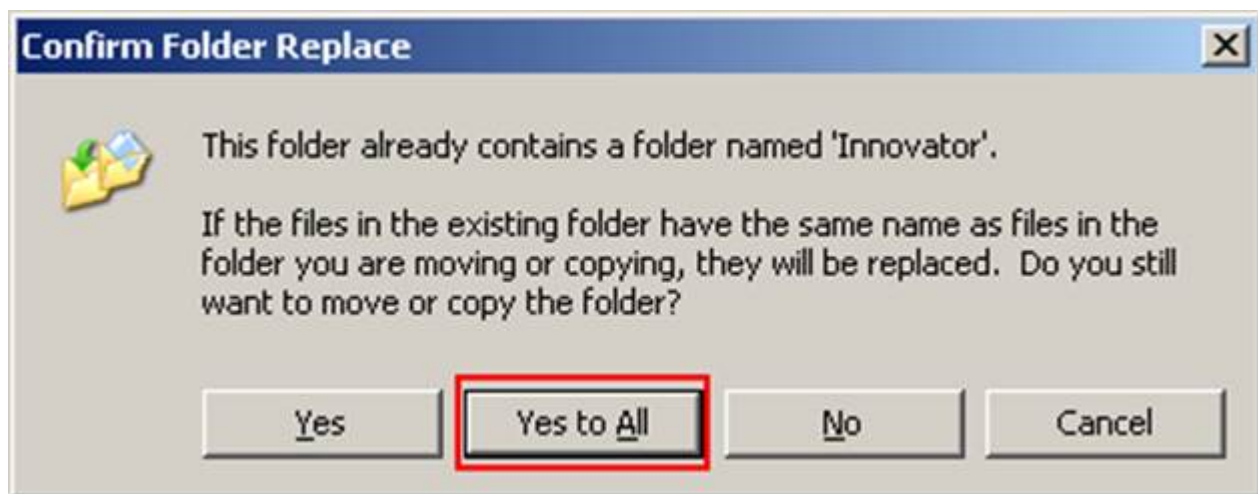 Confirm Folder Replace
This folder already contains a folder named 'Innovator'.
If the files in the existing folder have the same name as files in the
folder you are moving or copying, they will be replaced.  Do you still
want to move or copy the folder?
Yes
Yes to All
No
Cancel